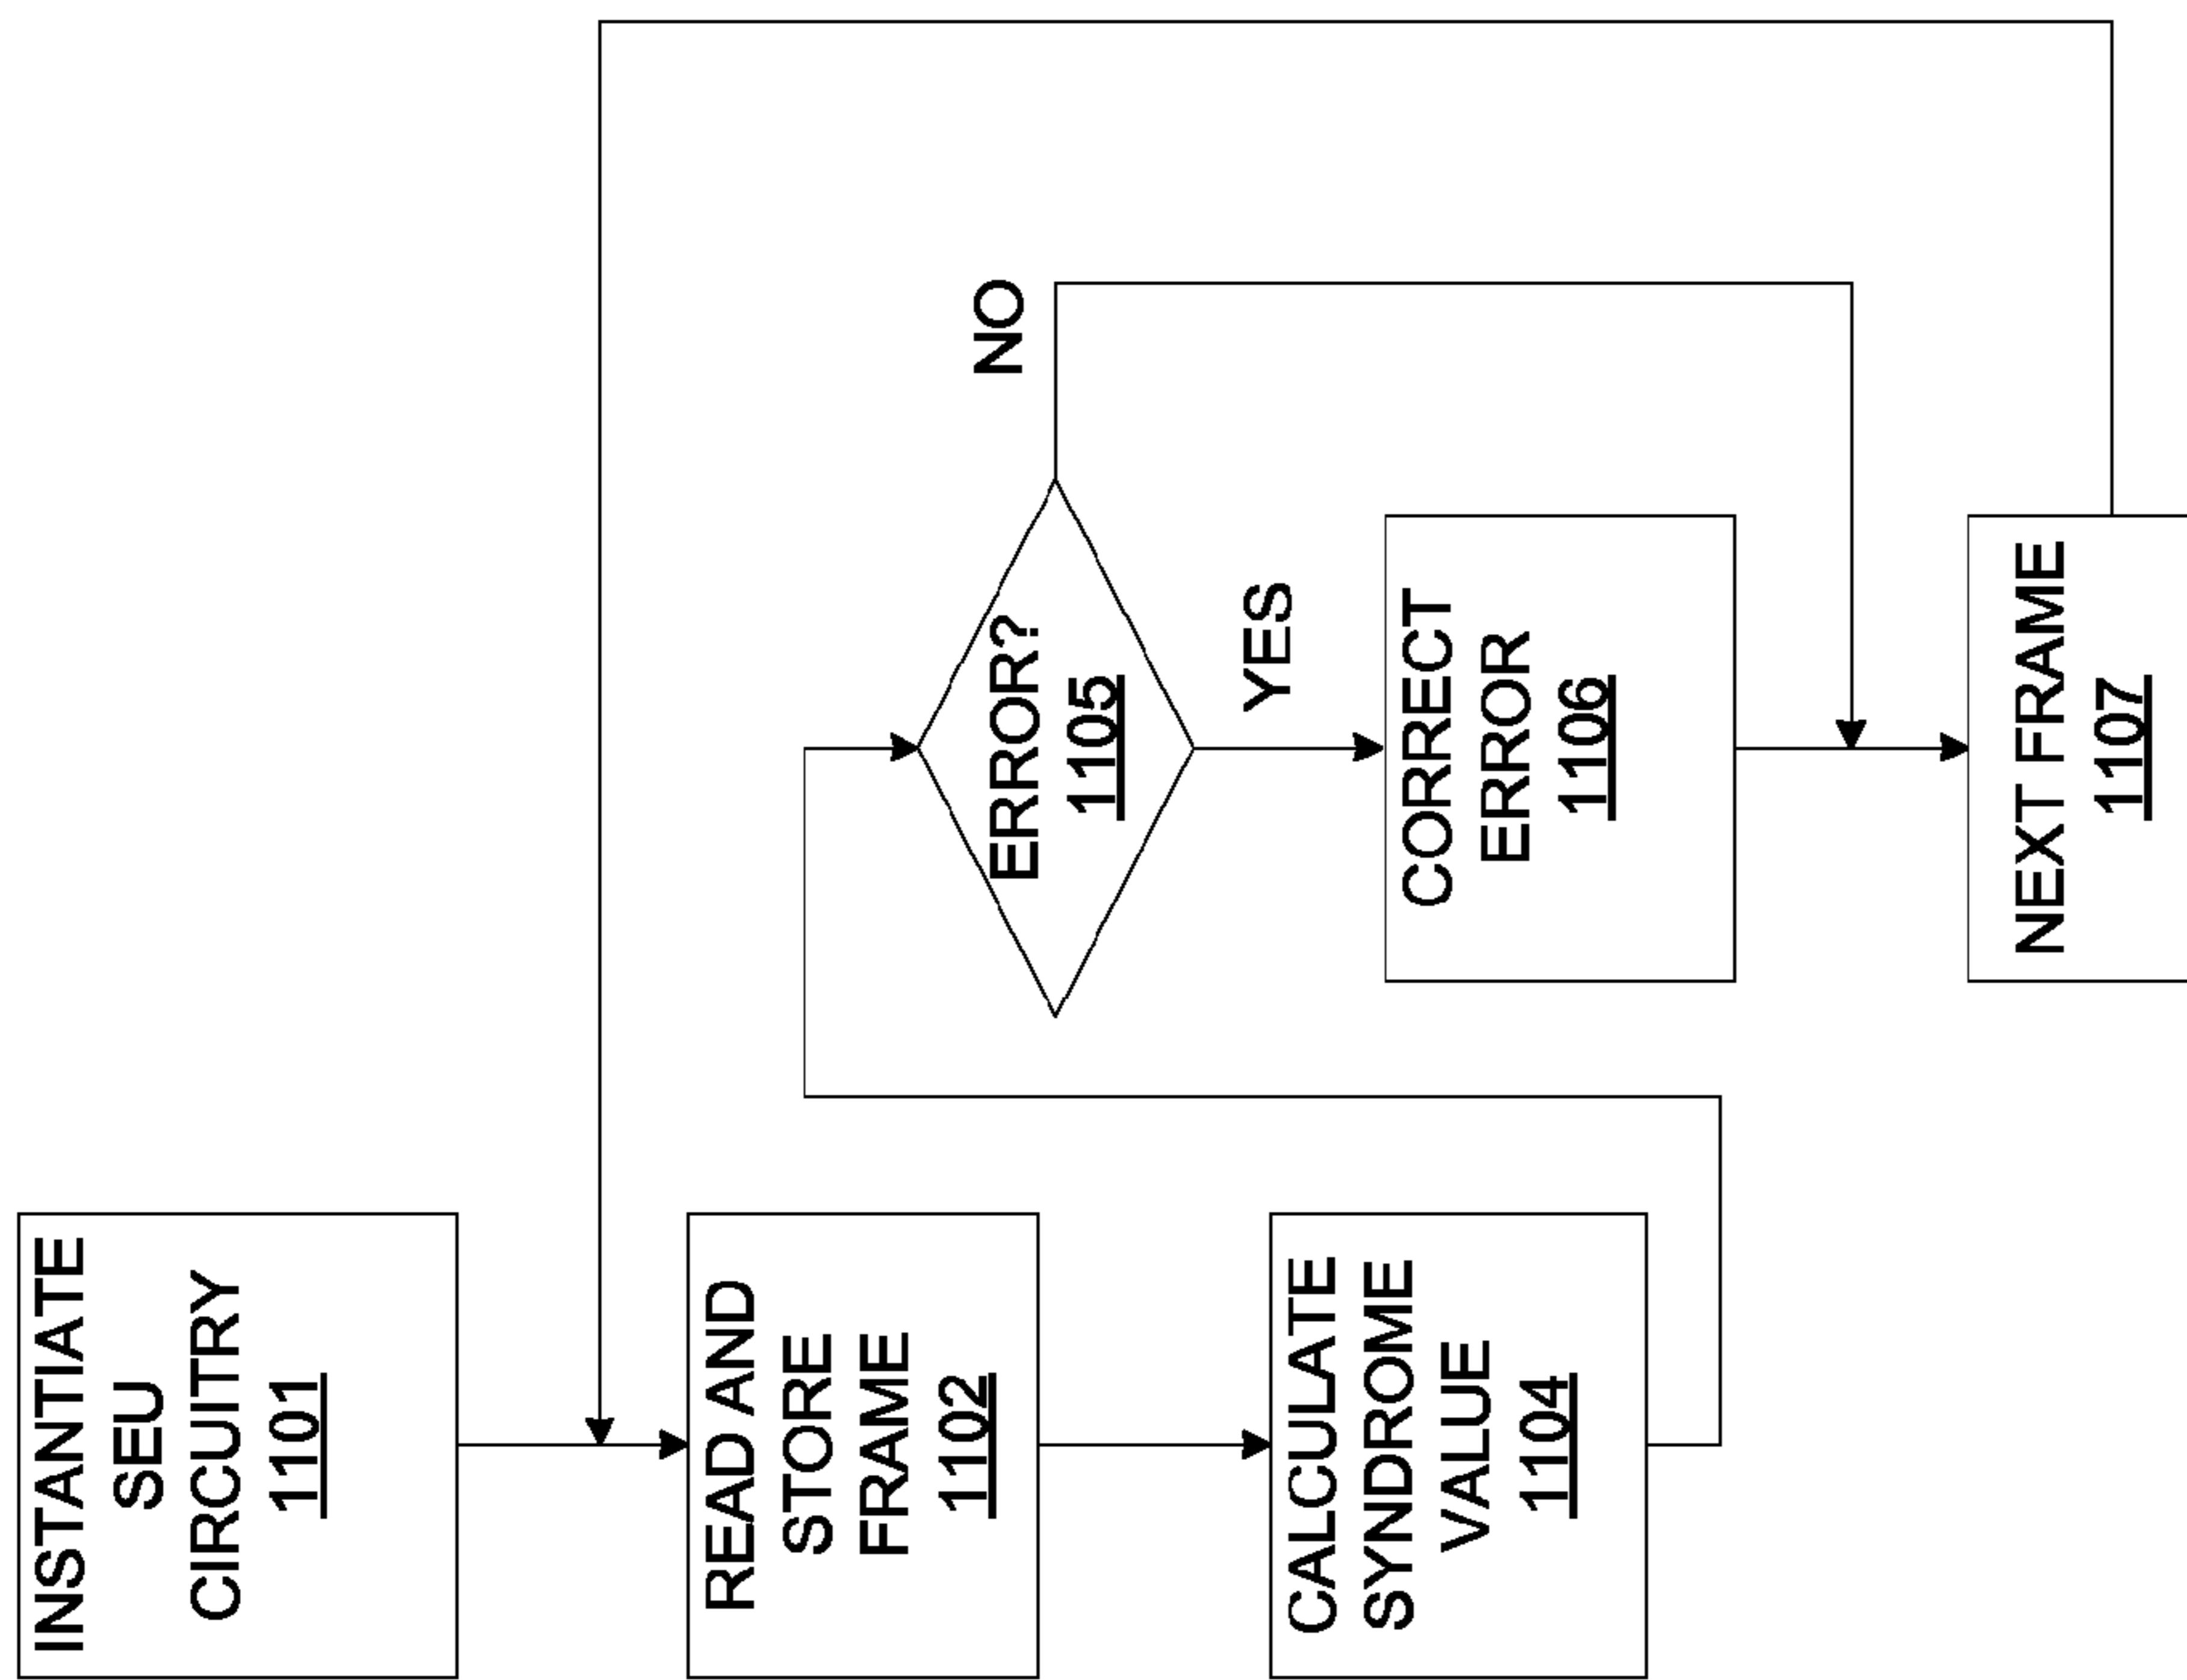 INSTANTIATE
SEU
CIRCUITRY
1101
READ AND
STORE
FRAME
1102
CALCULATE
SYNDROME
VALUE
1104
ERROR?
1105
NO
YES
CORRECT
ERROR
1106
NEXT FRAME
1107